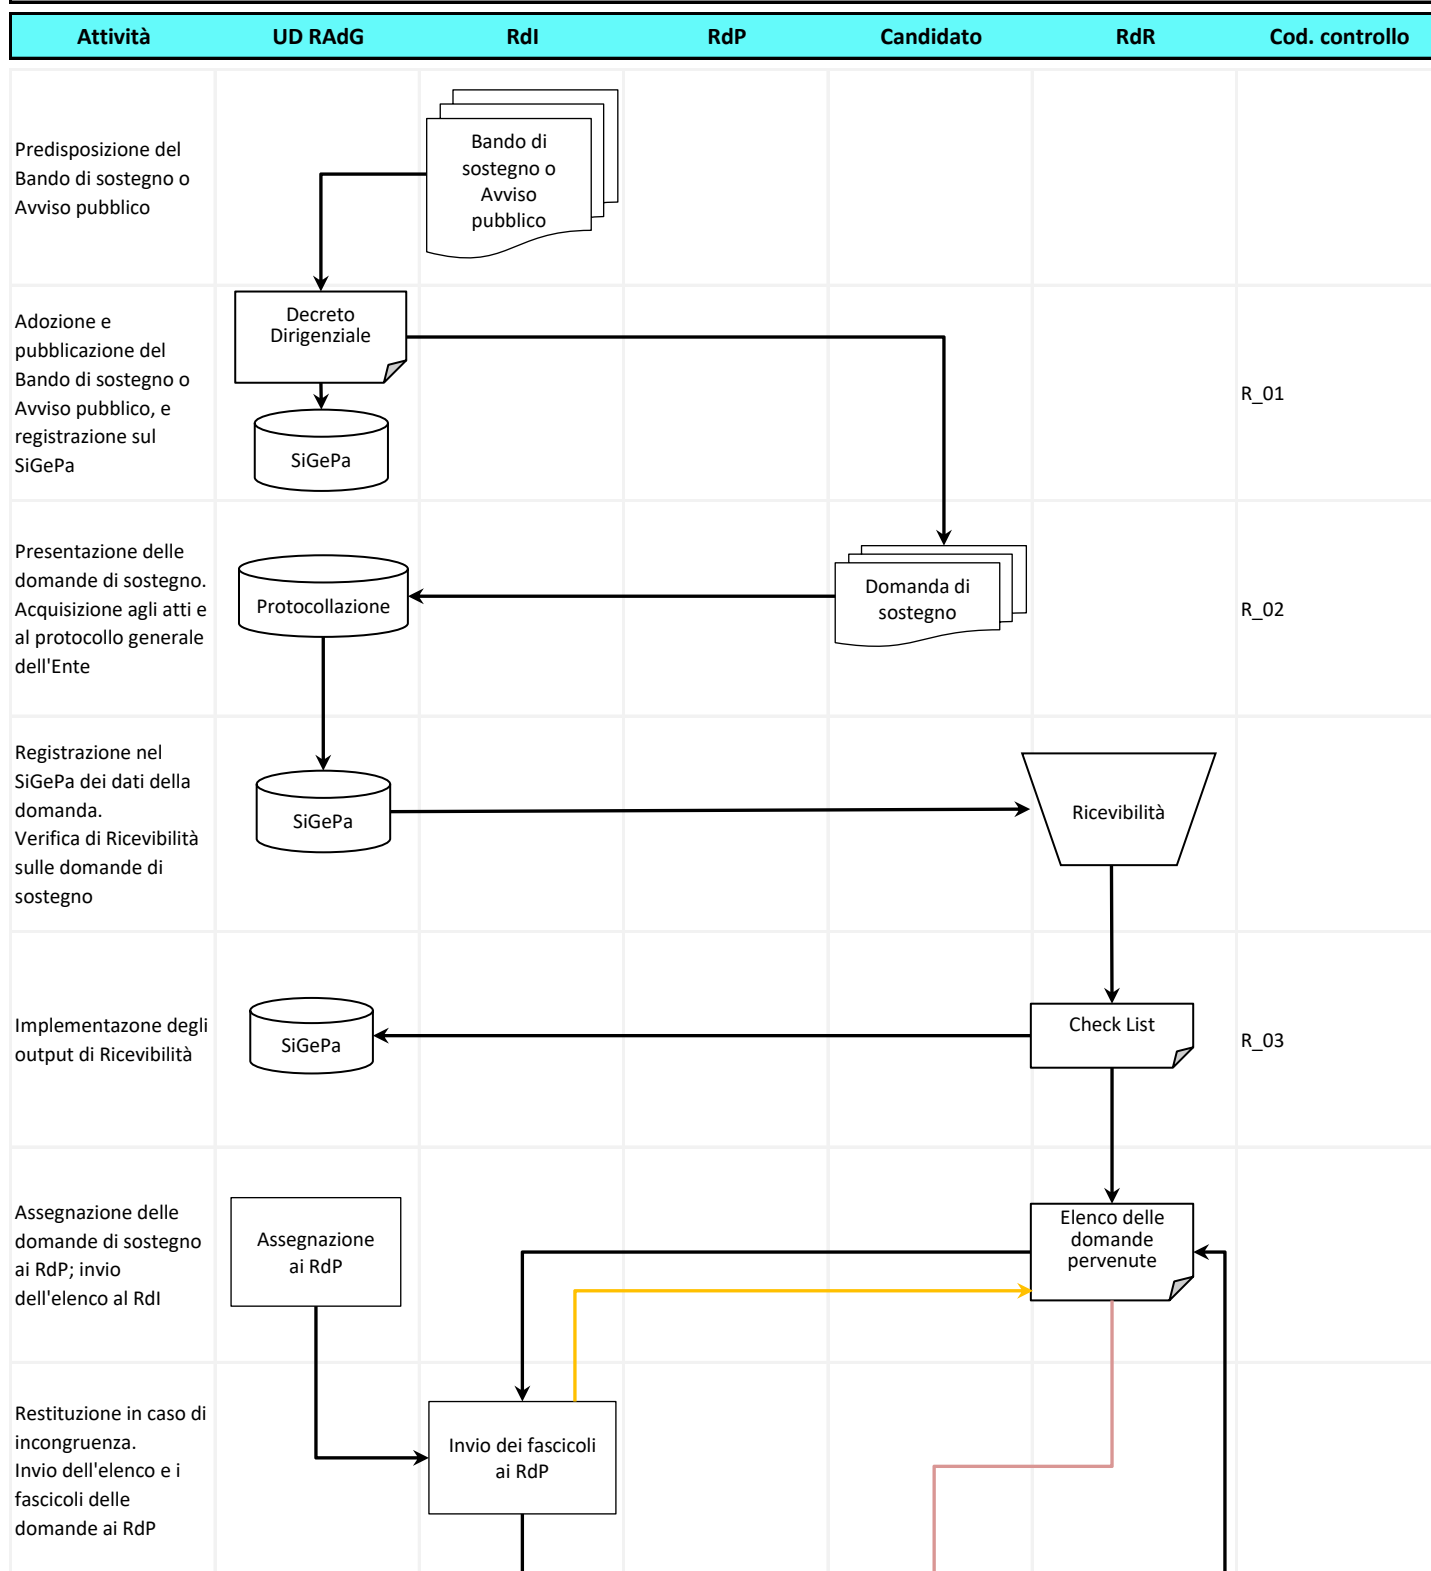 Attività UD RAdG RdI RdP Candidato RdR Cod. controllo
Predisposizione del
Bando di sostegno o
Avviso pubblico
Bando di
sostegno o
Avviso
pubblico
Adozione e
pubblicazione del
Bando di sostegno o
Avviso pubblico, e
registrazione sul
SiGePa
Decreto
Dirigenziale
SiGePa
R_01
Presentazione delle
domande di sostegno.
Acquisizione agli atti e
al protocollo generale
dell'Ente
Protocollazione
Domanda di
sostegno
R_02
Registrazione nel
SiGePa dei dati della
domanda.
Verifica di Ricevibilità
sulle domande di
sostegno
SiGePa
Ricevibilità
Implementazone degli
output di Ricevibilità
SiGePa
Check List
R_03
Assegnazione delle
domande di sostegno
ai RdP; invio
dell'elenco al RdI
Assegnazione
ai RdP
Elenco delle
domande
pervenute
Restituzione in caso di
incongruenza.
Invio dell'elenco e i
fascicoli delle
domande ai RdP
Invio dei fascicoli
ai RdP